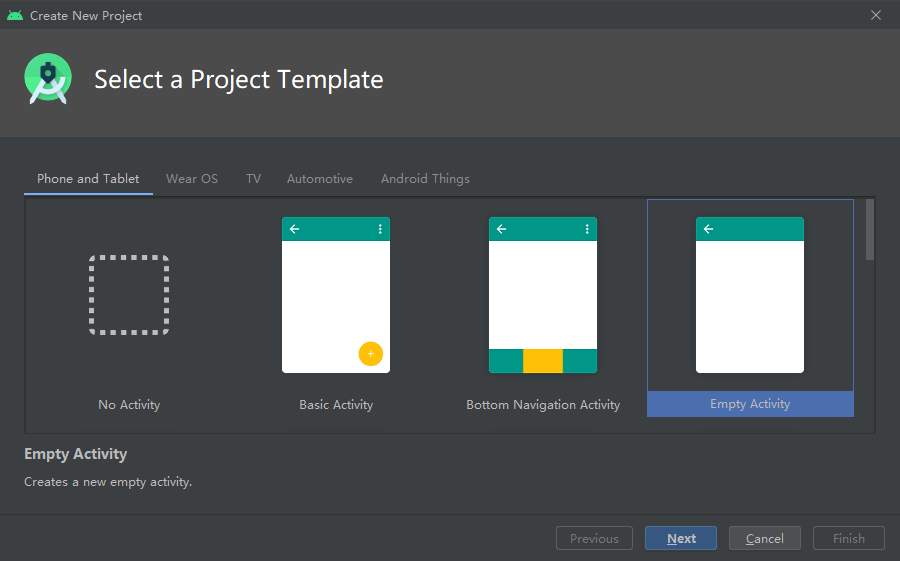 Create New Project
Select a Project Template
Phone and Tablet Wear OS TV Automotive Android Things
No Activity Basic Activity Bottom Navigation Activity Empty Activity
Empty Activity
Creates a new empty activity.
Previous Next Cancel Finish